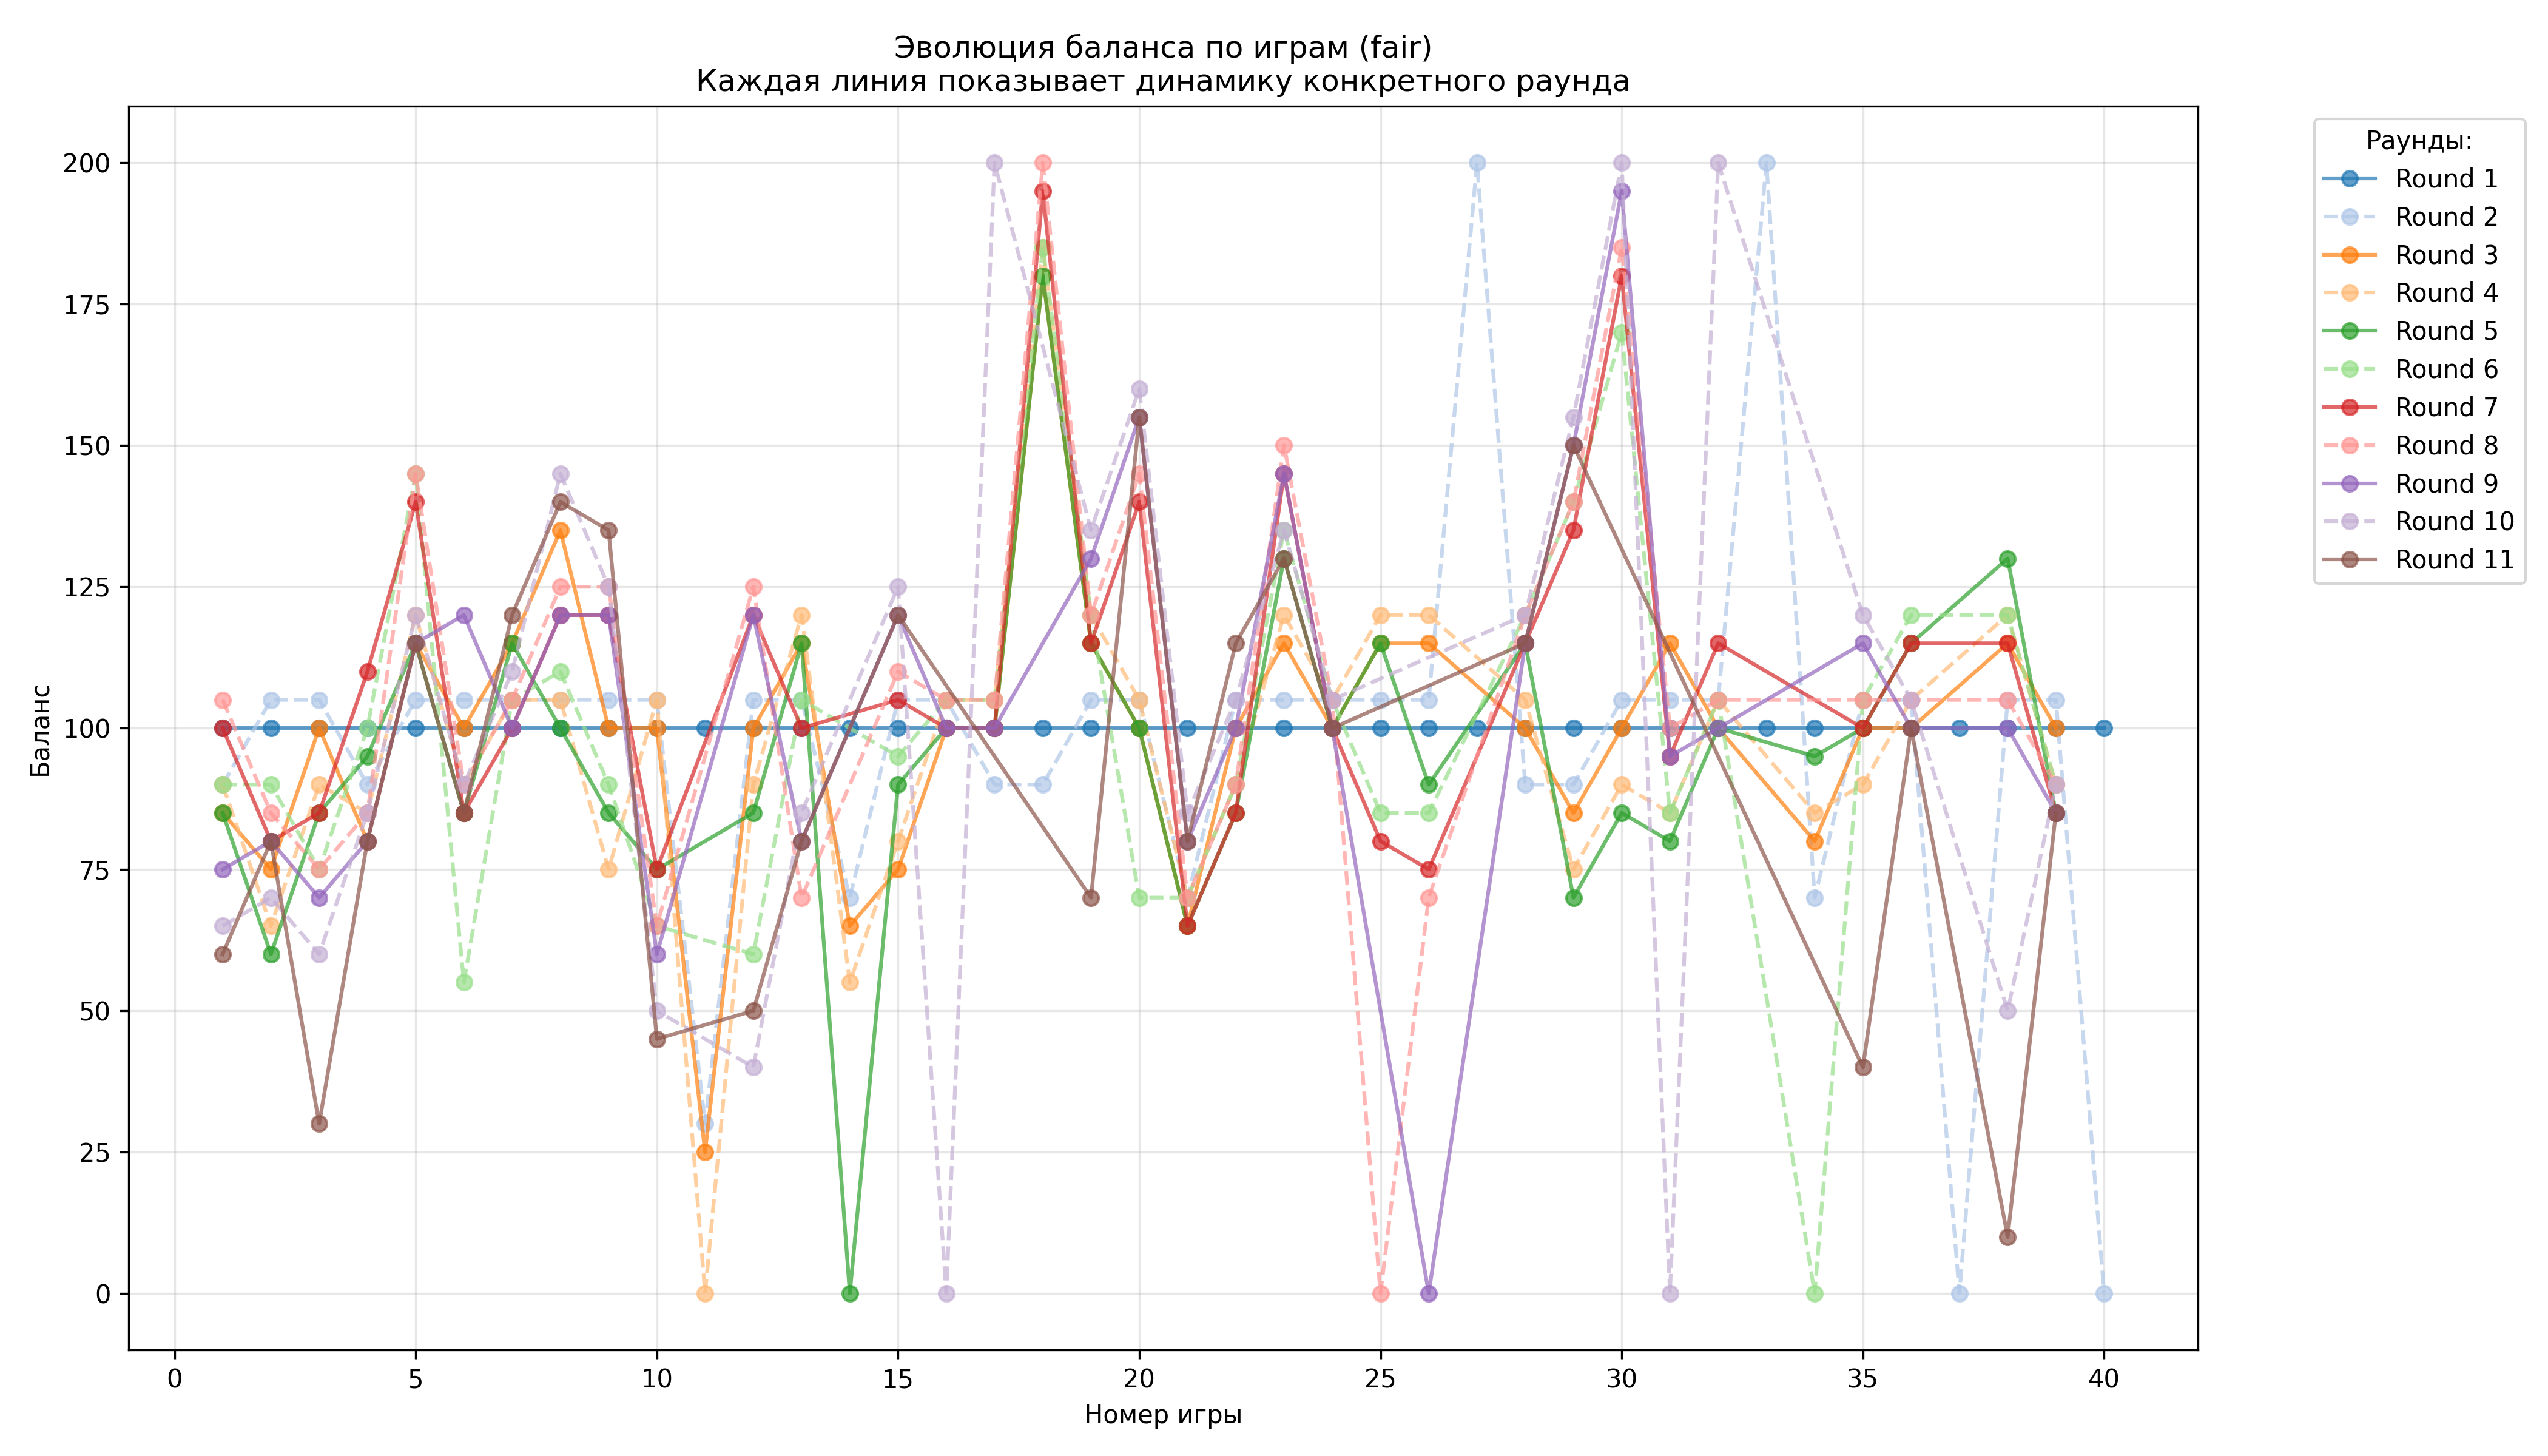 Эволюция баланса по играм (fair)
Каждая линия показывает динамику конкретного раунда
Баланс
200
175
150
125
100
75
50
25
0
0
5
10
15
20
25
30
35
40
Номер игры
Раунды:
Round 1
Round 2
Round 3
Round 4
Round 5
Round 6
Round 7
Round 8
Round 9
Round 10
Round 11